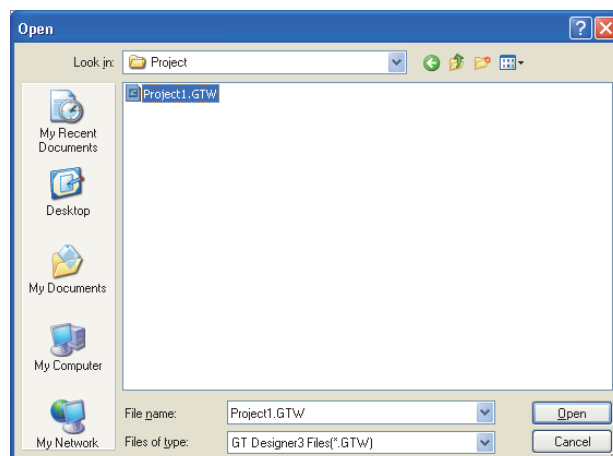 Open
Look in: Project
Project1.GTW
My Recent
Documents
Desktop
My Documents
My Computer
My Network
File name: Project1.GTW Open
Files of type: GT Designer3 Files(*.GTW) Cancel